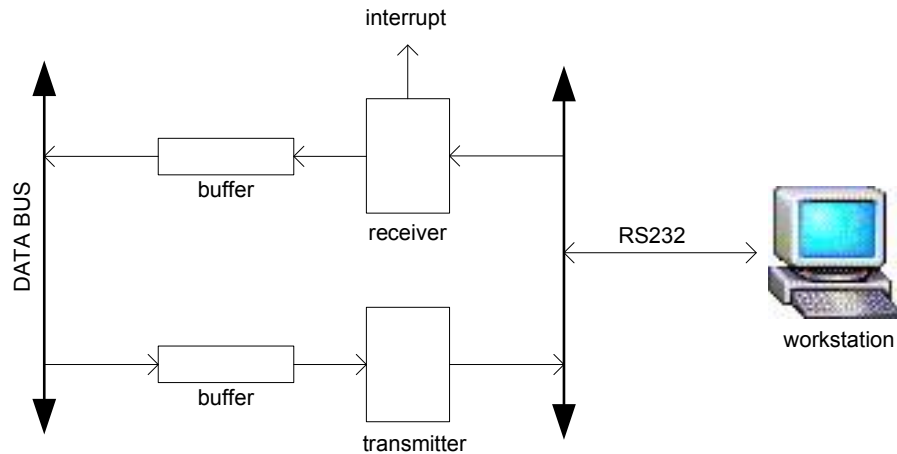 interrupt
buffer
receiver
DATA BUS
RS232
workstation
buffer
transmitter